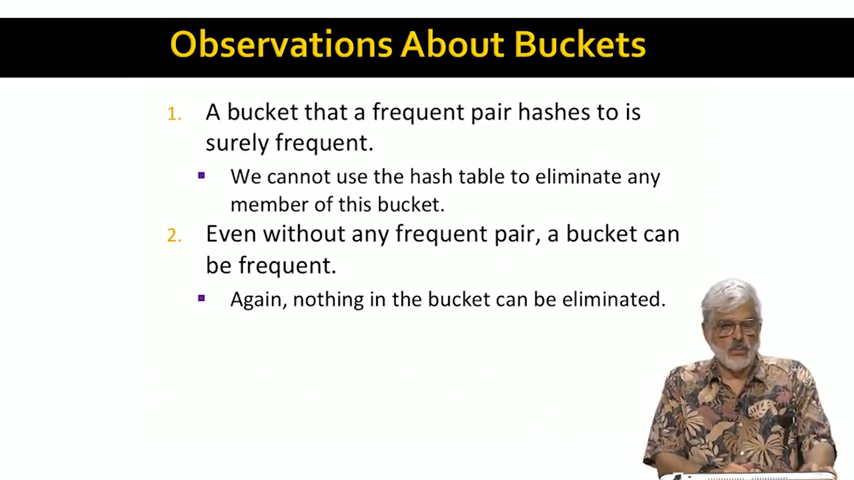 Observations About Buckets
1. A bucket that a frequent pair hashes to is
surely frequent.
▪ We cannot use the hash table to eliminate any
member of this bucket.
2. Even without any frequent pair, a bucket can
be frequent.
▪ Again, nothing in the bucket can be eliminated.